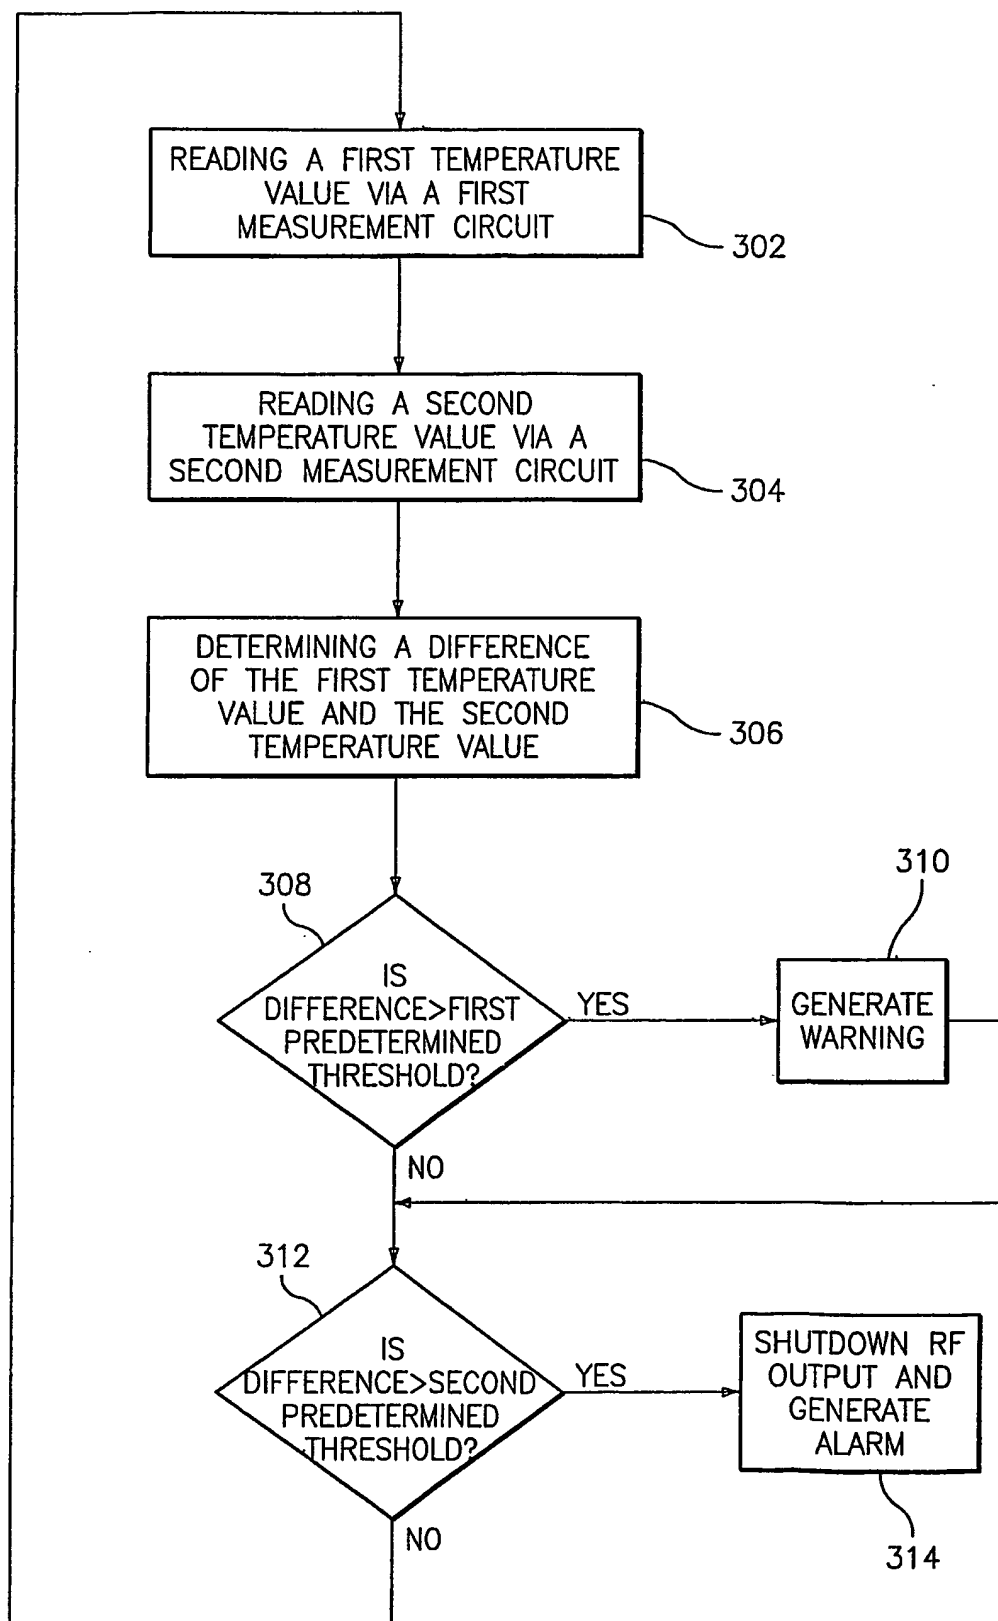 READING A FIRST TEMPERATURE
VALUE VIA A FIRST
MEASUREMENT CIRCUIT
302
READING A SECOND
TEMPERATURE VALUE VIA A
SECOND MEASUREMENT CIRCUIT
304
DETERMINING A DIFFERENCE
OF THE FIRST TEMPERATURE
VALUE AND THE SECOND
TEMPERATURE VALUE
306
308
IS
DIFFERENCE>FIRST
PREDETERMINED
THRESHOLD?
YES
310
GENERATE
WARNING
NO
312
IS
DIFFERENCE>SECOND
PREDETERMINED
THRESHOLD?
YES
SHUTDOWN RF
OUTPUT AND
GENERATE
ALARM
314
NO